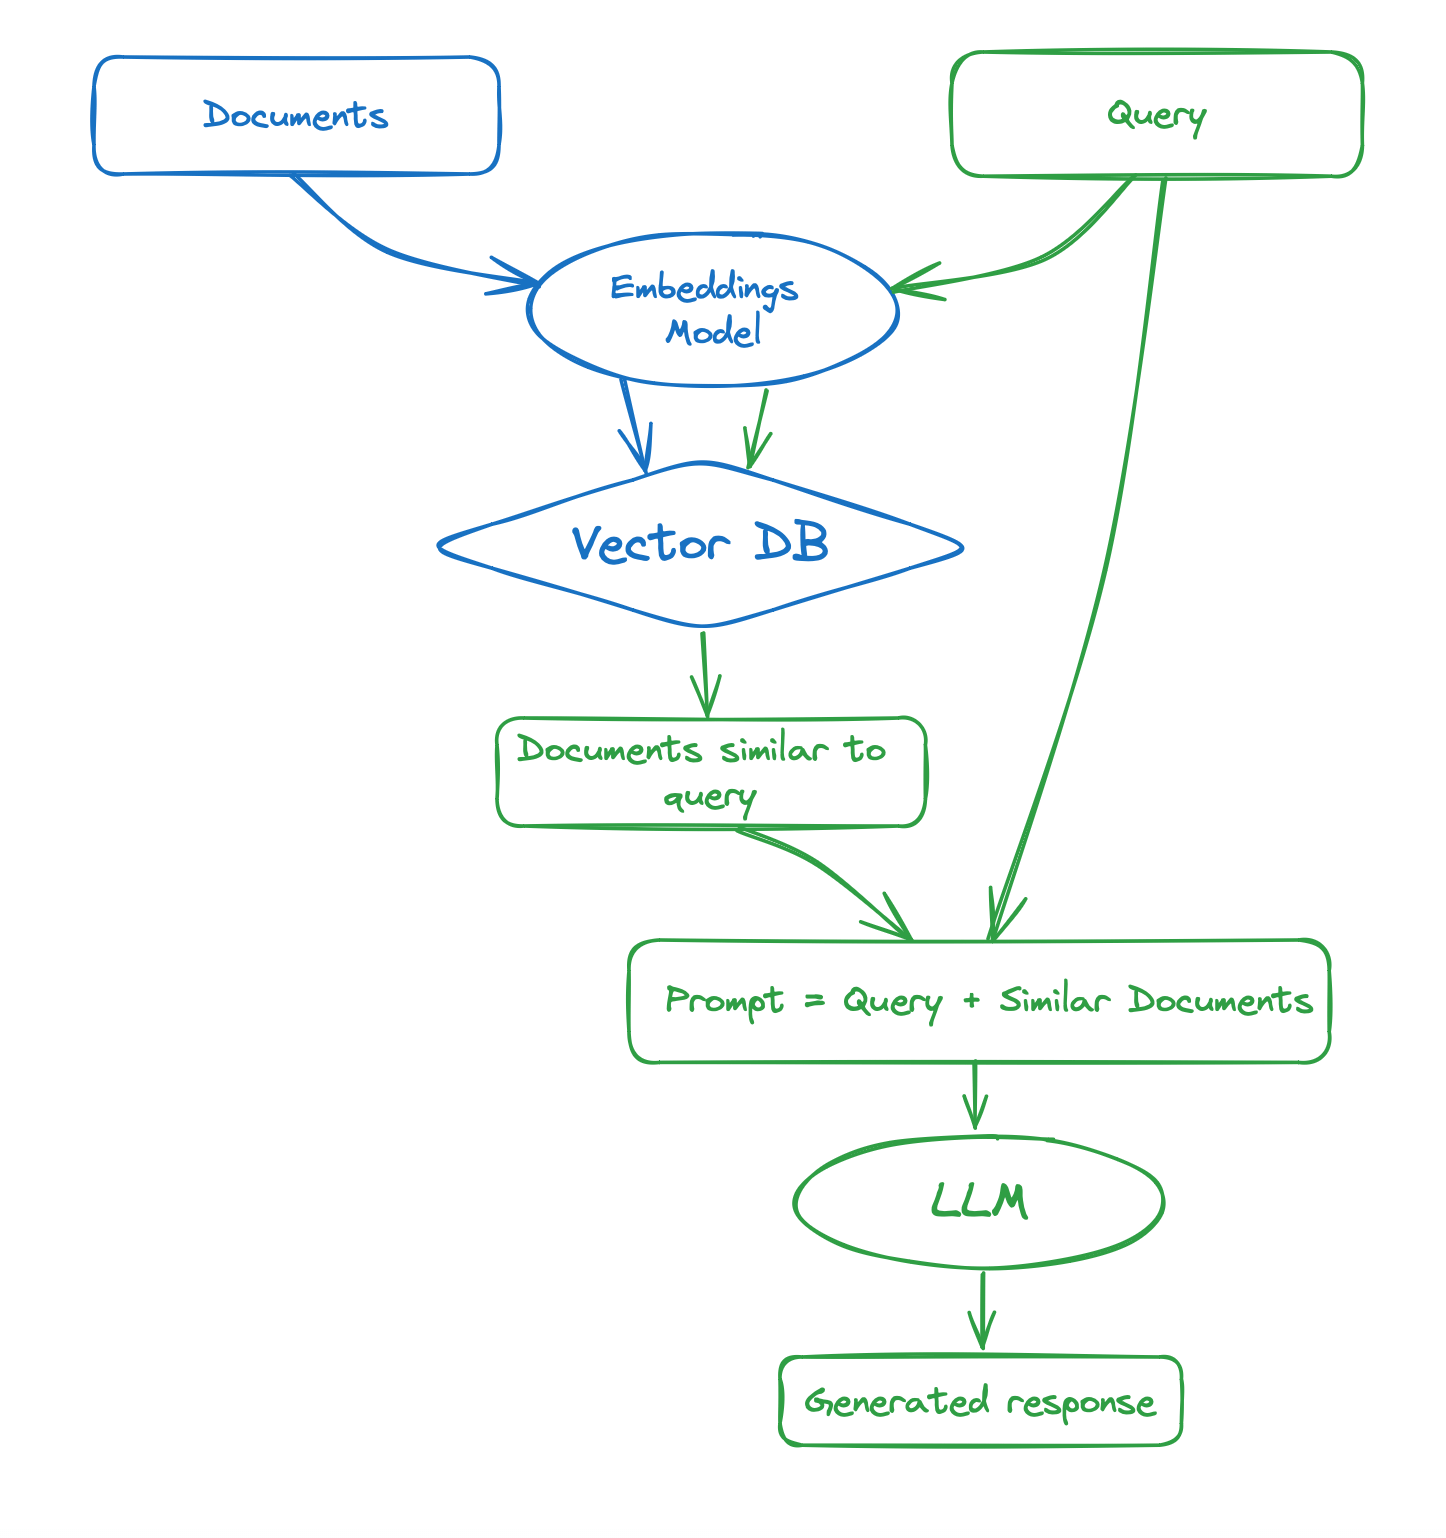 Documents
Query
Embeddings
Model
Vector DB
Documents similar to
query
Prompt = Query + Similar Documents
LLM
Generated response